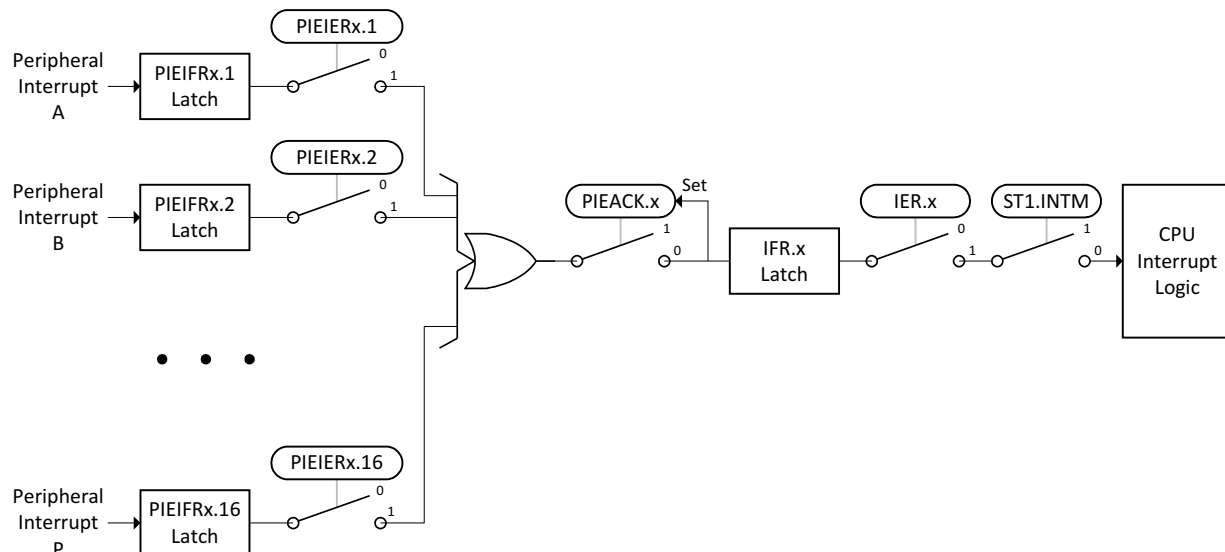 PIEIERx.1
Peripheral
Interrupt
A
PIEIFRx.1
Latch
0
1
PIEIERx.2
Peripheral
Interrupt
B
PIEIFRx.2
Latch
0
1
PIEACK.x
Set
1
0
IFR.x
Latch
IER.x
0
1
ST1.INTM
1
0
CPU
Interrupt
Logic
PIEIERx.16
Peripheral
Interrupt
P
PIEIFRx.16
Latch
0
1